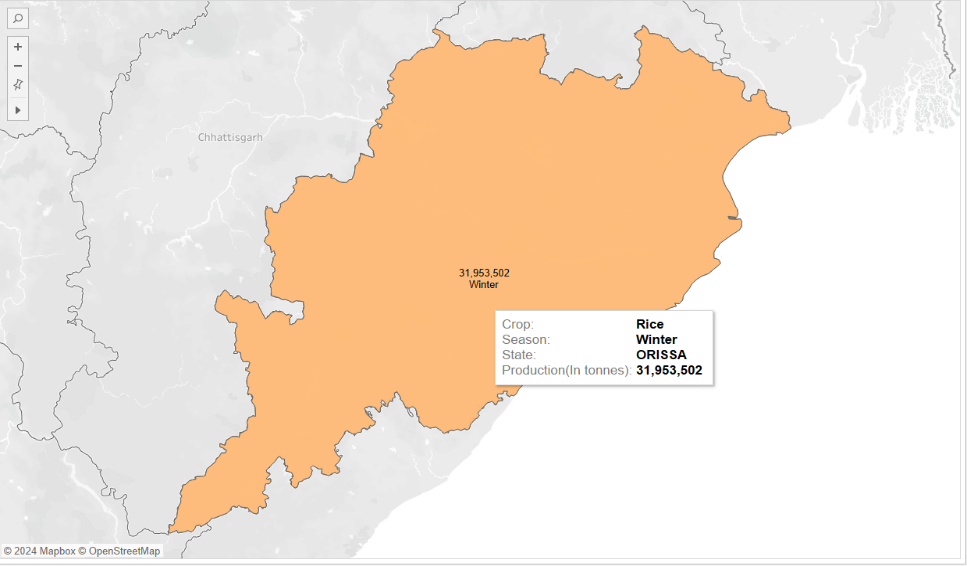 Chhattisgarh
31,953,502
Winter
Crop: Rice
Season: Winter
State: ORISSA
Production(In tonnes): 31,953,502
© 2024 Mapbox © OpenStreetMap